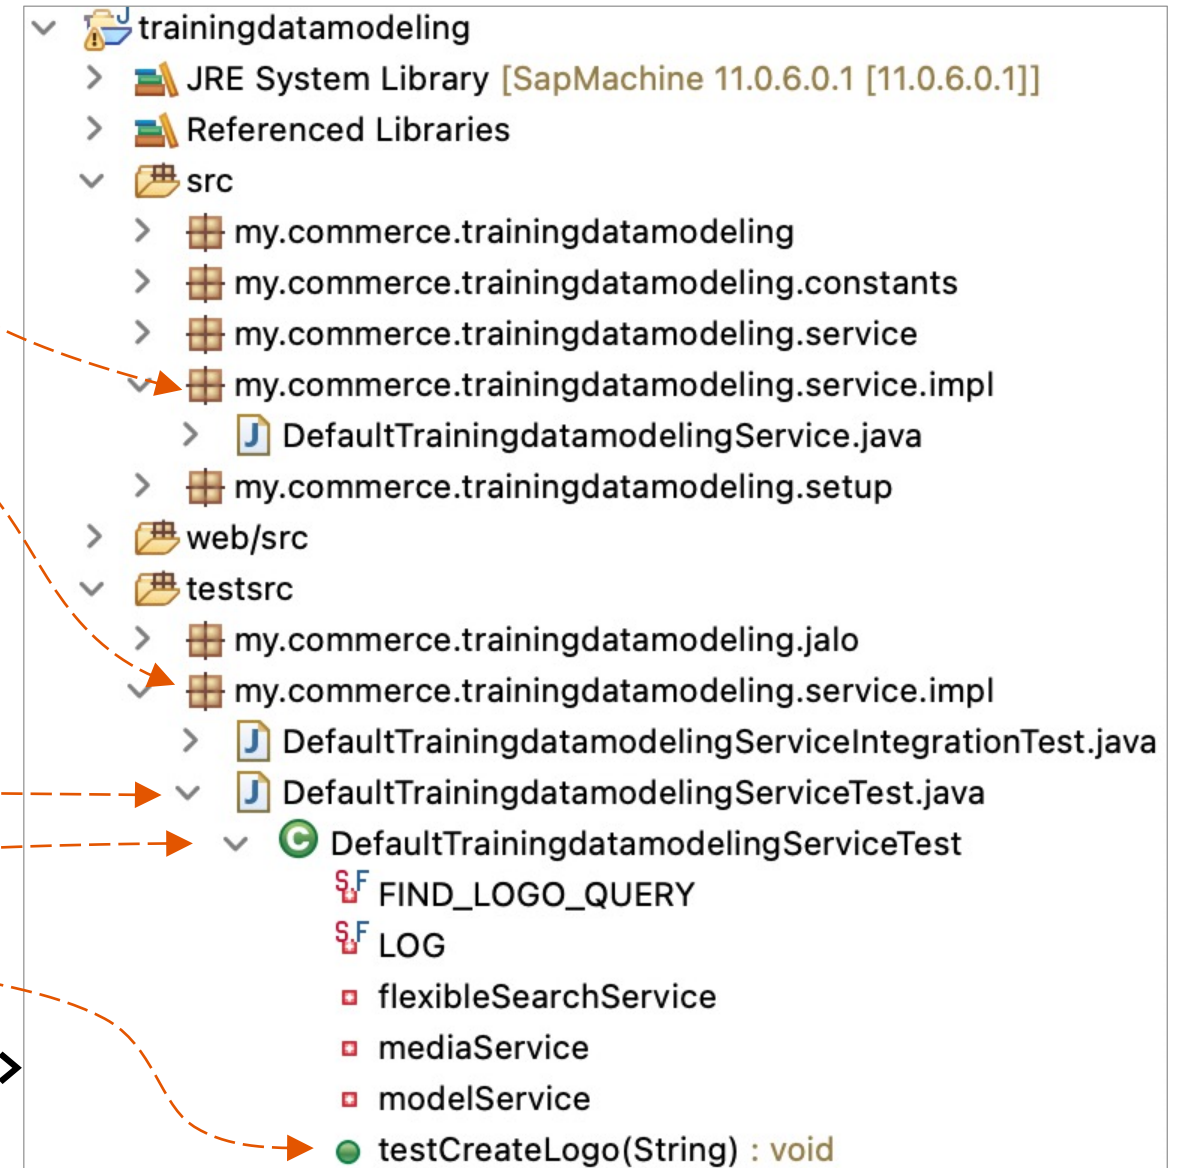 trainingdatamodeling
JRE System Library [SapMachine 11.0.6.0.1 [11.0.6.0.1]]
Referenced Libraries
src
my.commerce.trainingdatamodeling
my.commerce.trainingdatamodeling.constants
my.commerce.trainingdatamodeling.service
my.commerce.trainingdatamodeling.service.impl
DefaultTrainingdatamodelingService.java
my.commerce.trainingdatamodeling.setup
web/src
testsrc
my.commerce.trainingdatamodeling.jalo
my.commerce.trainingdatamodeling.service.impl
DefaultTrainingdatamodelingServiceIntegrationTest.java
DefaultTrainingdatamodelingServiceTest.java
DefaultTrainingdatamodelingServiceTest
FIND_LOGO_QUERY
LOG
flexibleSearchService
mediaService
modelService
testCreateLogo(String) : void